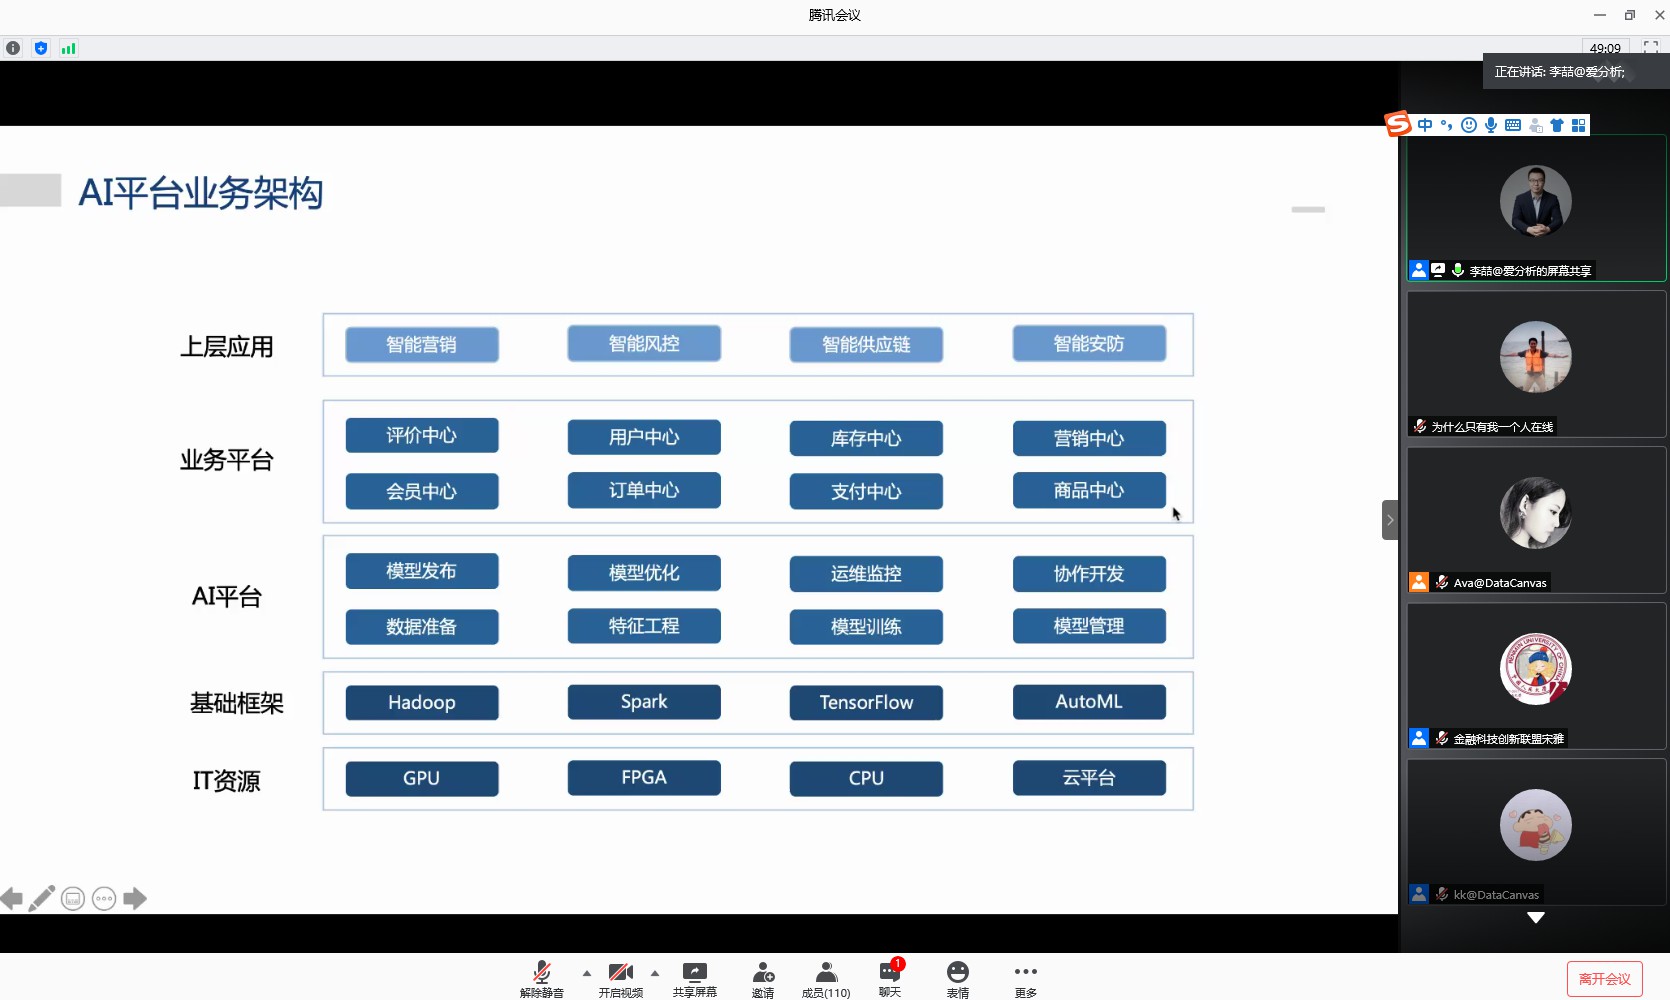 腾讯会议
49:09
正在讲话: 李喆@爱分析;
中
AI平台业务架构
上层应用
智能营销 智能风控 智能供应链 智能安防
业务平台
评价中心 用户中心 库存中心 营销中心
会员中心 订单中心 支付中心 商品中心
AI平台
模型发布 模型优化 运维监控 协作开发
数据准备 特征工程 模型训练 模型管理
基础框架
Hadoop Spark TensorFlow AutoML
IT资源
GPU FPGA CPU 云平台
李喆@爱分析的屏幕共享
为什么只有我一个人在线
Ava@DataCanvas
金融科技创新联盟宋雅
kk@DataCanvas
解除静音 开启视频 共享屏幕 邀请 成员(110) 聊天 表情 更多
1
离开会议